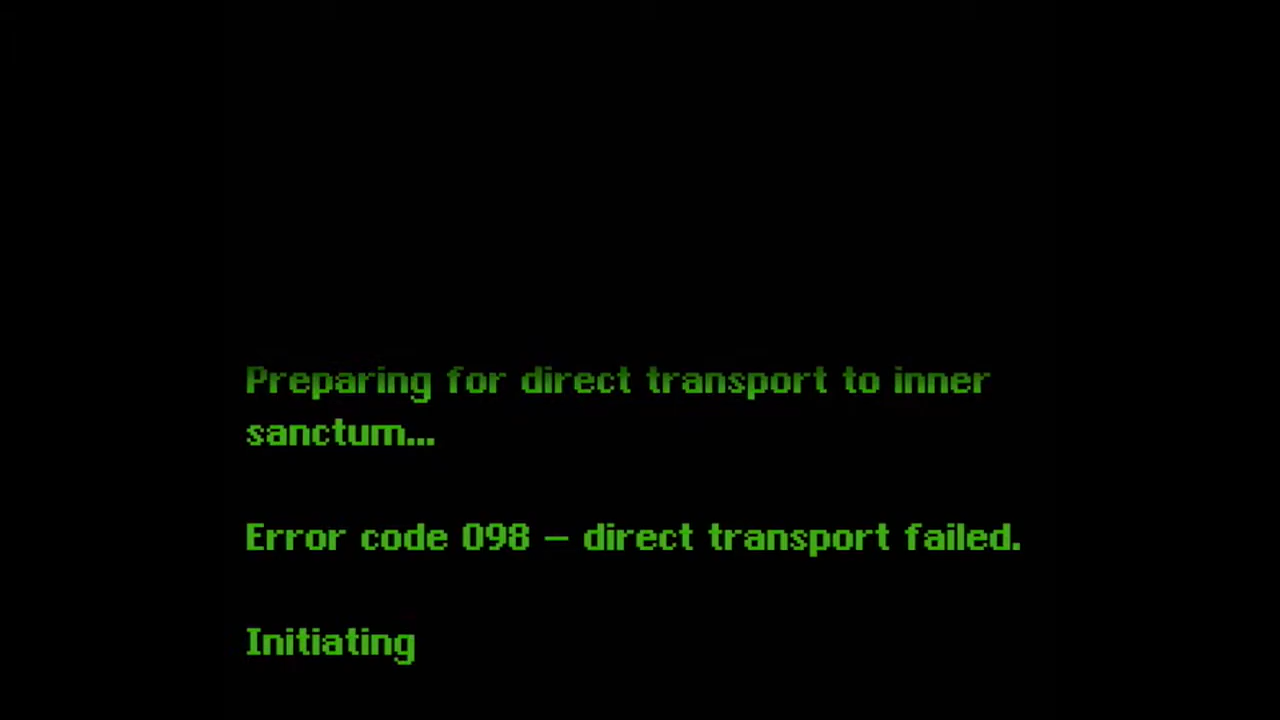 Preparing for direct transport to inner
sanctum...
Error code 098 – direct transport failed.
Initiating